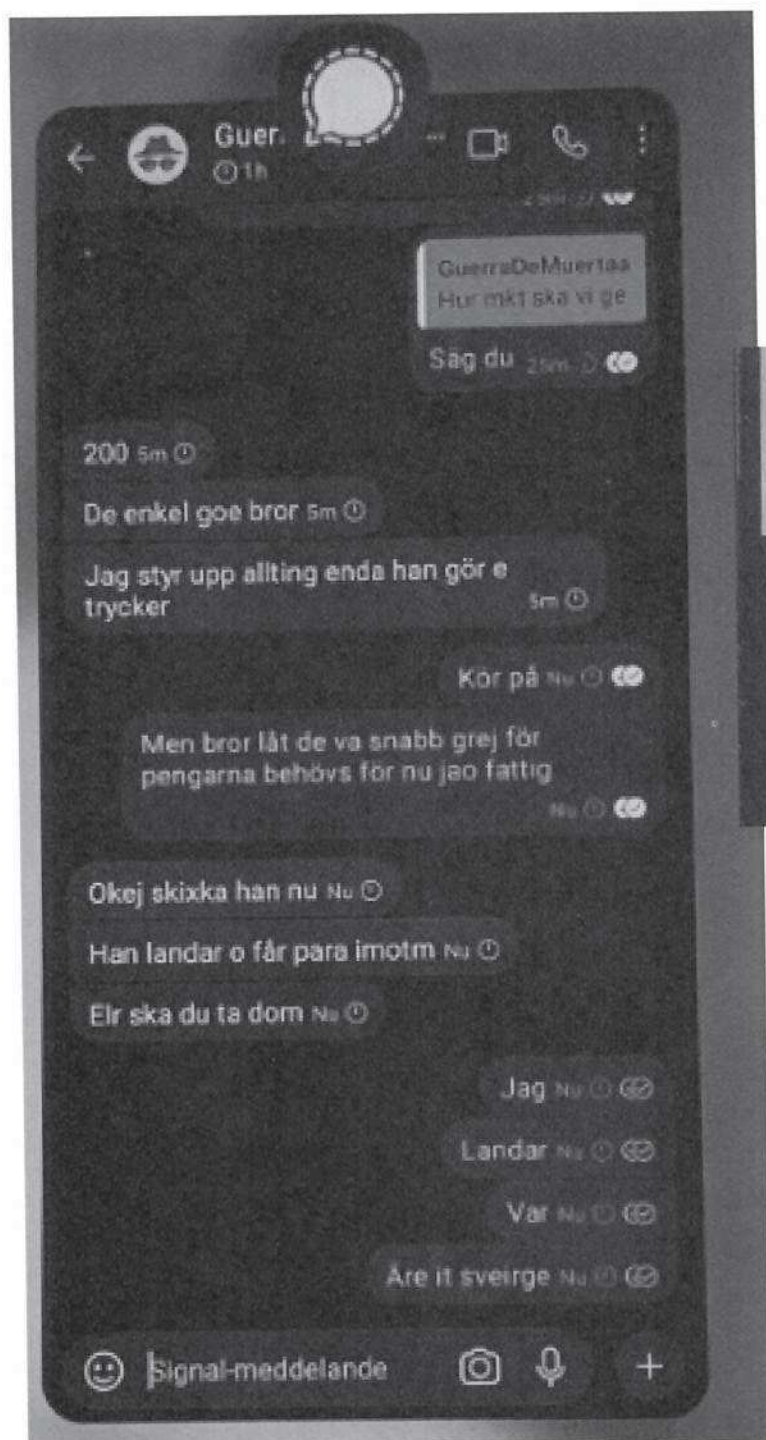 Guer.
1h
GuerraDeMuertaa
Hur mkt ska vi ge
Säg du 25m
200 5m
De enkel goe bror 5m
Jag styr upp allting enda han gör e
trycker 5m
Kör på Nu
Men bror låt de va snabb grej för
pengarna behövs för nu jao fattig
Nu
Okej skixka han nu Nu
Han landar o får para imotm Nu
Elr ska du ta dom Nu
Jag Nu
Landar Nu
Var Nu
Äre it sveirge Nu
Signal-meddelande